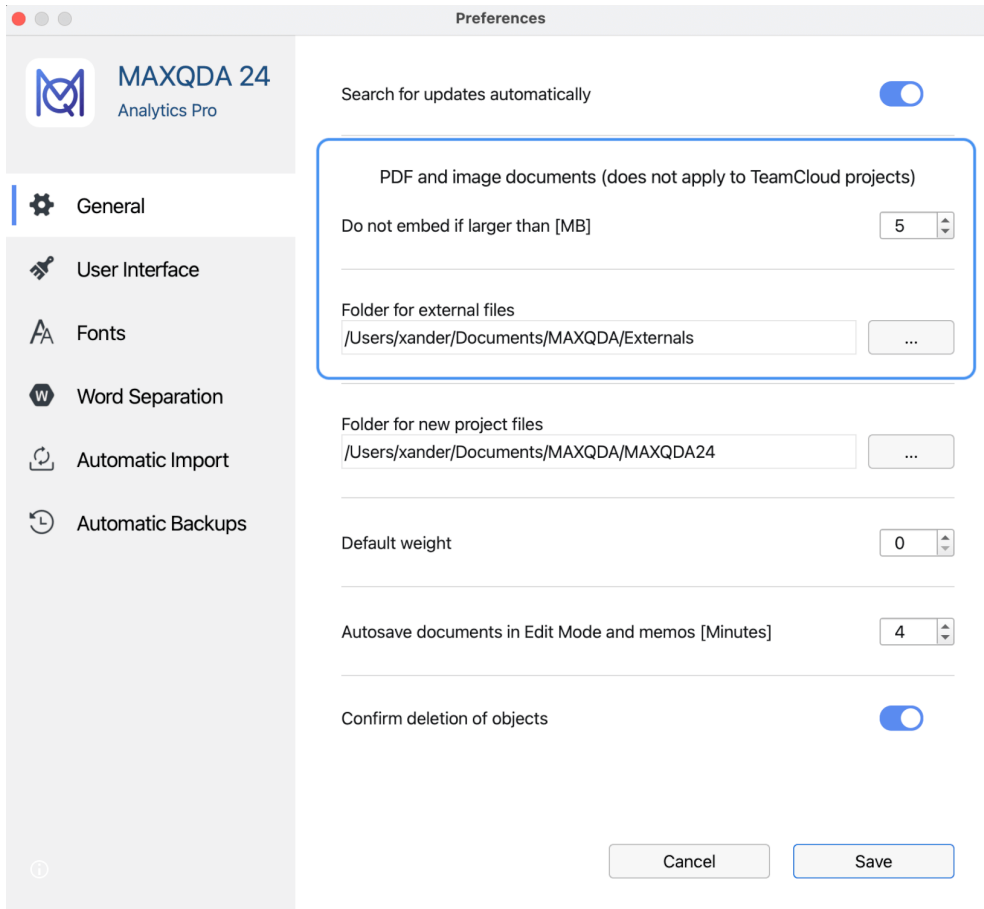 Preferences
MAXQDA 24
Analytics Pro
General
User Interface
Fonts
W
Word Separation
Automatic Import
Automatic Backups
Search for updates automatically
PDF and image documents (does not apply to TeamCloud projects)
Do not embed if larger than [MB] 5
Folder for external files
/Users/xander/Documents/MAXQDA/Externals ...
Folder for new project files
/Users/xander/Documents/MAXQDA/MAXQDA24 ...
Default weight 0
Autosave documents in Edit Mode and memos [Minutes] 4
Confirm deletion of objects
Cancel Save